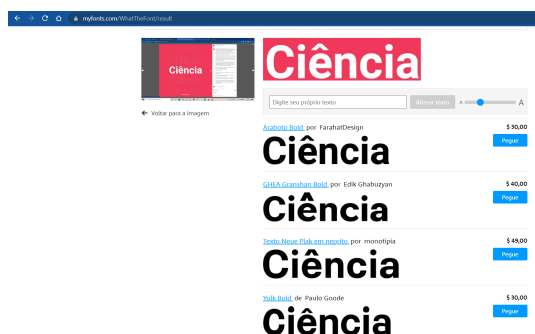 myfonts.com/WhatTheFont/result
Ciência
Ciência
Digite seu próprio texto
Alterar texto
A
A
Voltar para a imagem
Araboto Bold por FarahatDesign
$ 30,00
Pegue
Ciência
GHEA Granshan Bold por Edik Ghabuzyan
$ 40,00
Pegue
Ciência
Texto Neue Plak em negrito por monotipia
$ 49,00
Pegue
Ciência
Yolk Bold de Paulo Goode
$ 30,00
Pegue
Ciência